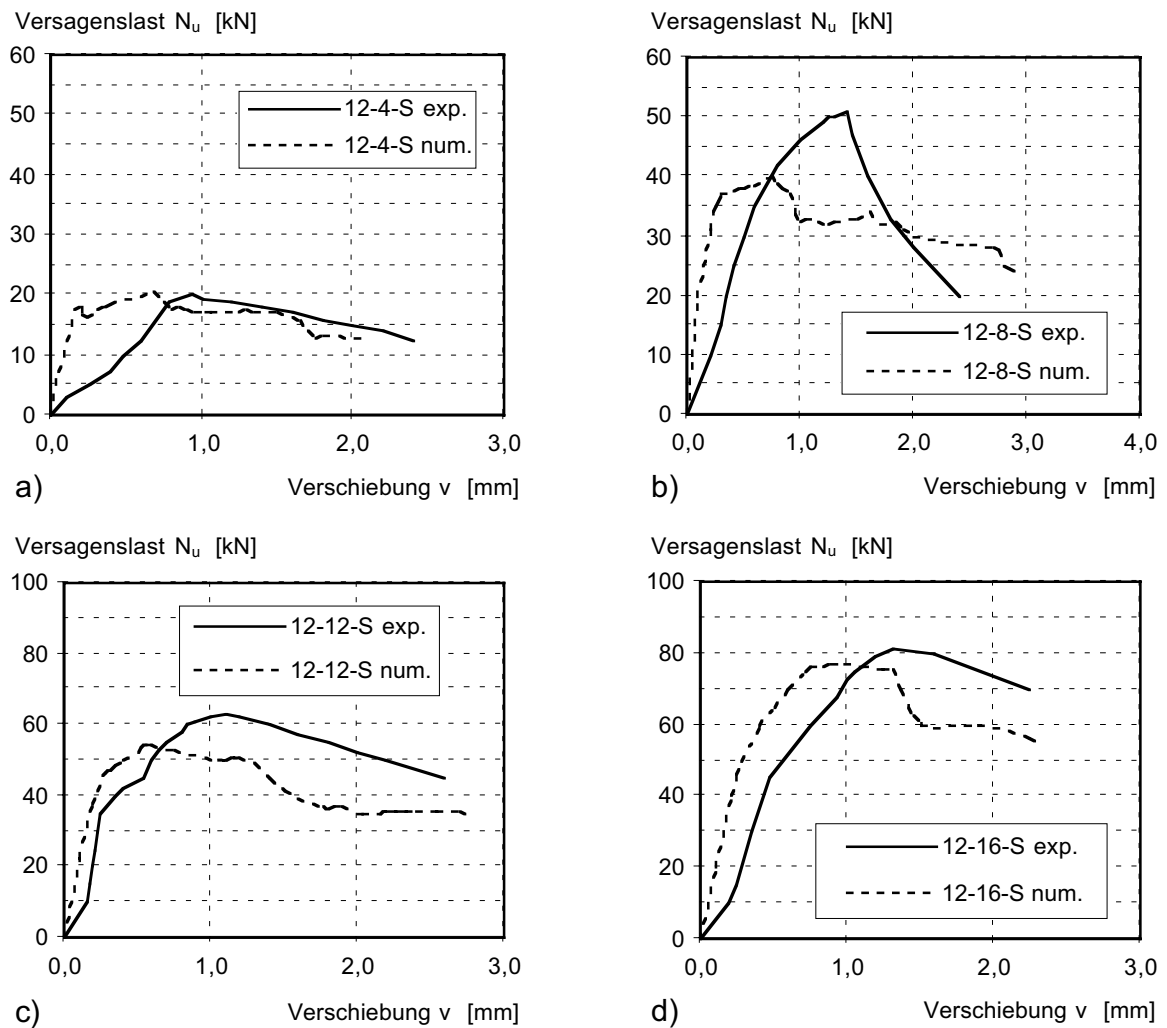 Versagenslast Nu [kN]
60
50
40
30
20
10
0
0,0 1,0 2,0 3,0
12-4-S exp.
12-4-S num.
a) Verschiebung v [mm]
Versagenslast Nu [kN]
60
50
40
30
20
10
0
0,0 1,0 2,0 3,0 4,0
12-8-S exp.
12-8-S num.
b) Verschiebung v [mm]
Versagenslast Nu [kN]
100
80
60
40
20
0
0,0 1,0 2,0 3,0
12-12-S exp.
12-12-S num.
c) Verschiebung v [mm]
Versagenslast Nu [kN]
100
80
60
40
20
0
0,0 1,0 2,0 3,0
12-16-S exp.
12-16-S num.
d) Verschiebung v [mm]